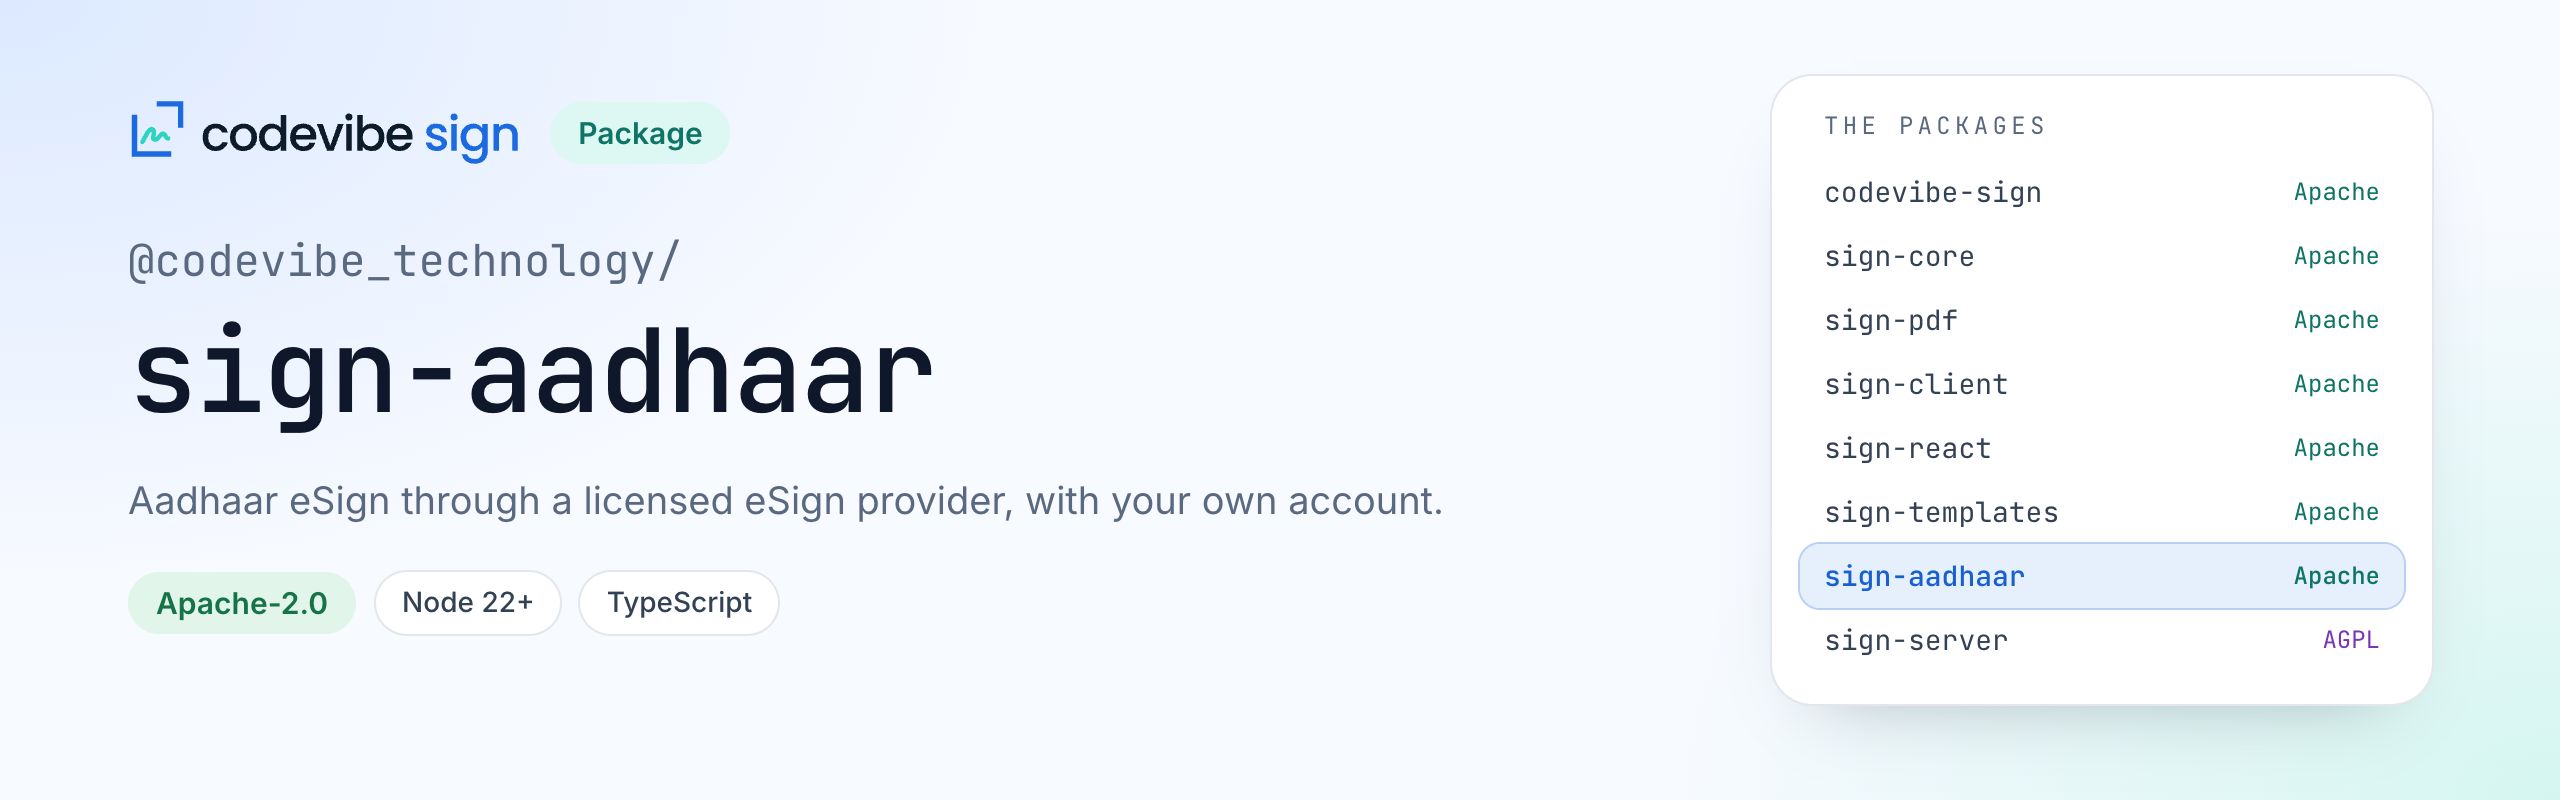 codevibe sign Package
@codevibe_technology/
sign-aadhaar
Aadhaar eSign through a licensed eSign provider, with your own account.
Apache-2.0 Node 22+ TypeScript
THE PACKAGES
codevibe-sign Apache
sign-core Apache
sign-pdf Apache
sign-client Apache
sign-react Apache
sign-templates Apache
sign-aadhaar Apache
sign-server AGPL